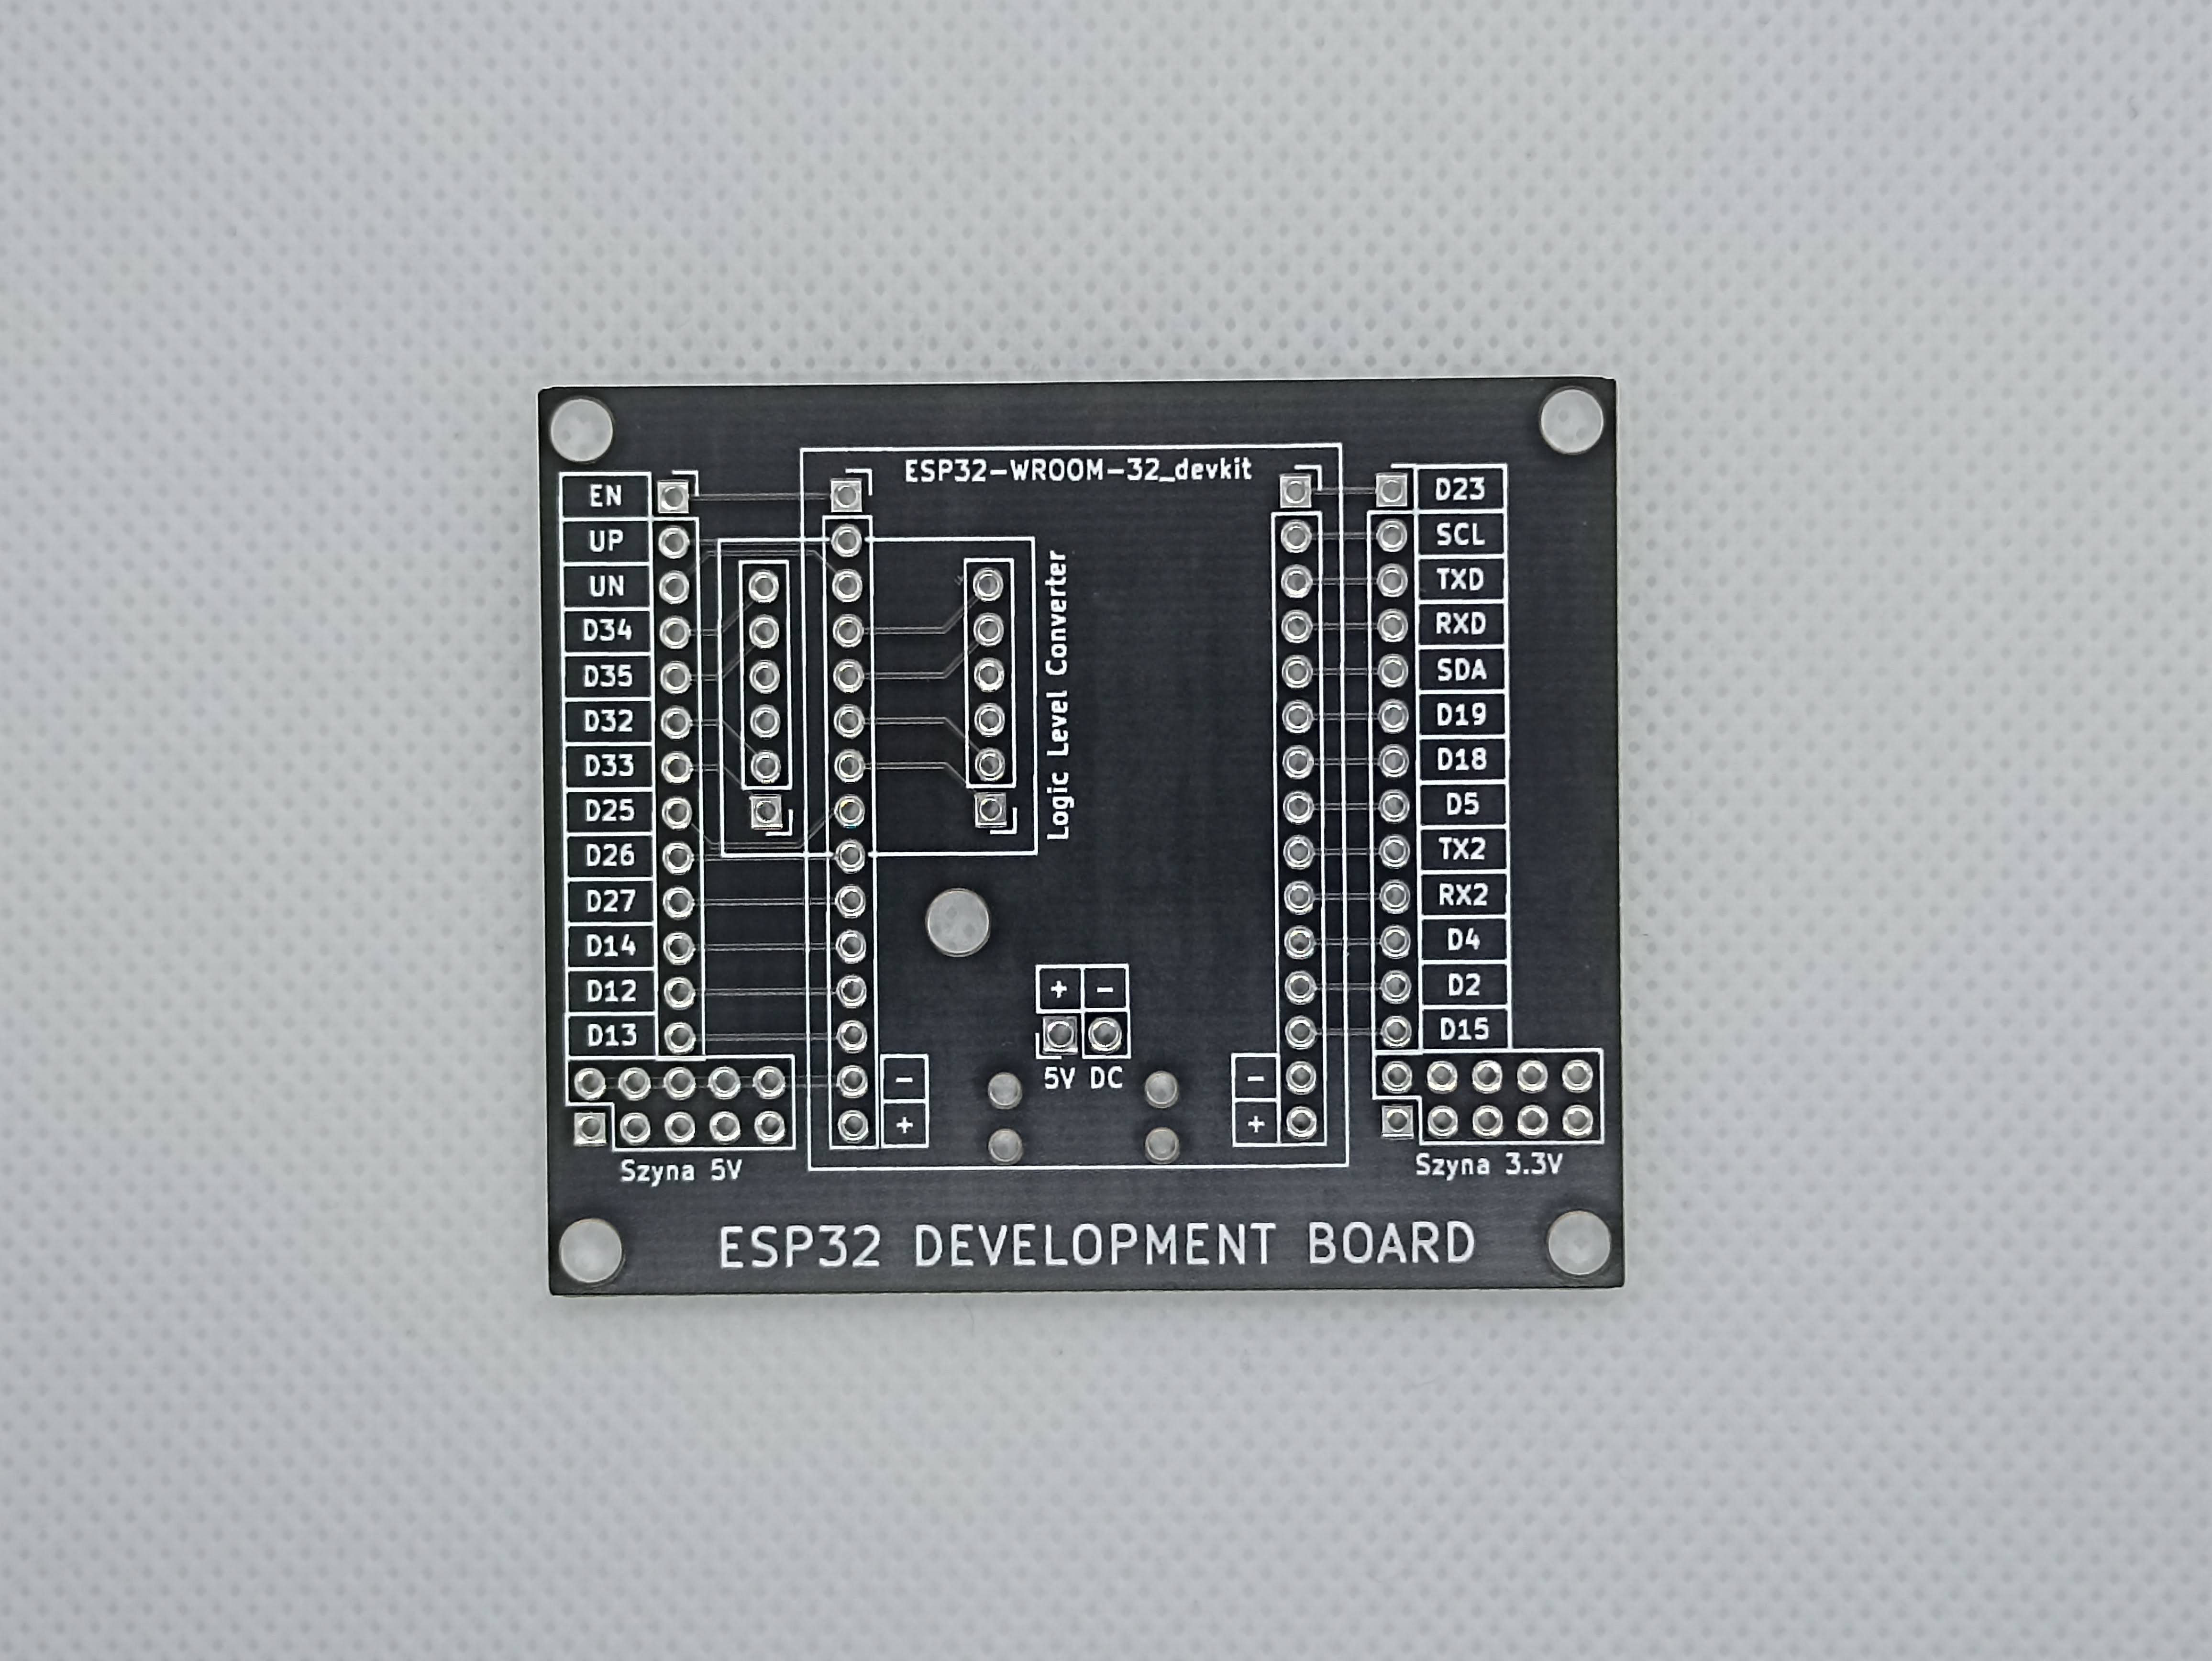 ESP32-WROOM-32_devkit
EN
UP
UN
D34
D35
D32
D33
D25
D26
D27
D14
D12
D13
Logic Level Converter
D23
SCL
TXD
RXD
SDA
D19
D18
D5
TX2
RX2
D4
D2
D15
+ -
5V DC
-
+
-
+
Szyna 5V
Szyna 3.3V
ESP32 DEVELOPMENT BOARD